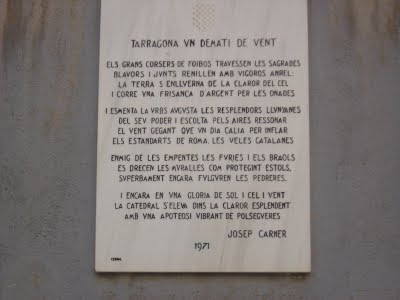 TARRAGONA VN DEMATI DE VENT
ELS GRANS CORSERS DE FOIBOS TRAVESSEN LES SAGRADES
BLAVORS I JVNTS RENILLEN AMB VIGOROS ANHEL:
LA TERRA S'ENLLVERNA DE LA CLAROR DEL CEL
I CORRE VNA FRISANÇA D'ARGENT PER LES ONADES
I ESMENTA LA VRBS AVGVSTA LES RESPLENDORS LLVNYANES
DEL SEV PODER I ESCOLTA PELS AIRES RESSONAR
EL VENT GEGANT QVE VN DIA CALIA PER INFLAR
ELS ESTANDARTS DE ROMA, LES VELES CATALANES
ENMIG DE LES EMPENTES LES FVRIES I ELS BRAOLS
ES DRECEN LES MVRALLES COM PROTEGINT ESTOLS,
SVPERBAMENT ENCARA FVLGVREN LES PEDRERES.
I ENCARA EN VNA GLORIA DE SOL I CEL I VENT
LA CATEDRAL S'ELEVA DINS LA CLAROR ESPLENDENT
AMB VNA APOTEOSI VIBRANT DE POLSEGVERES
JOSEP CARNER
1971